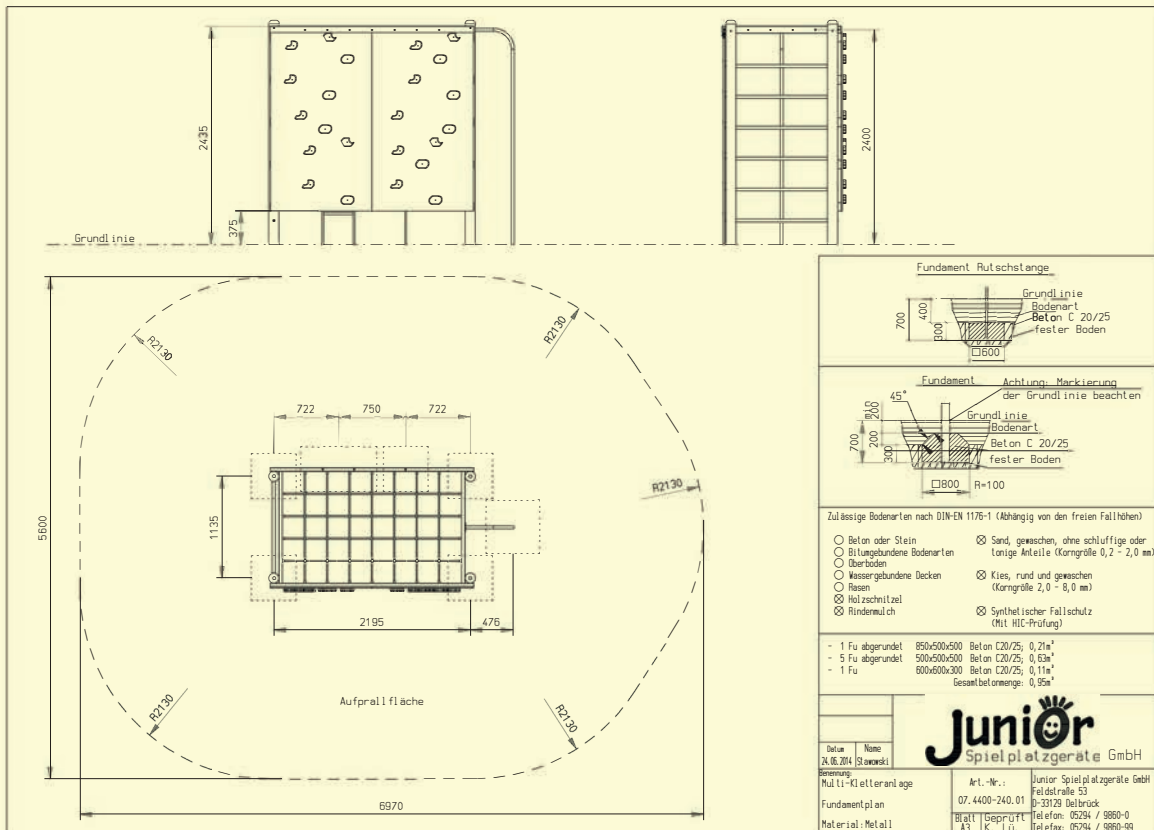 2435
375
Grundlinie
2400
5600
R2130
R2130
722
750
722
R2130
1135
2195
476
R2130
R2130
Aufprallfläche
6970
Fundament Rutschstange
Grundlinie
Bodenart
Beton C 20/25
fester Boden
700
400
300
□600
Fundament
Achtung: Markierung
der Grundlinie beachten
45°
Grundlinie
Bodenart
Beton C 20/25
fester Boden
min
200
700
200
300
□800
R=100
Zulässige Bodenarten nach DIN-EN 1176-1 (Abhängig von den freien Fallhöhen)
Beton oder Stein
Bitumgebundene Bodenarten
Oberboden
Wassergebundene Decken
Rasen
Holzschnitzel
Rindenmulch
Sand, gewaschen, ohne schluffige oder
tonige Anteile (Korngröße 0,2 - 2,0 mm)
Kies, rund und gewaschen
(Korngröße 2,0 - 8,0 mm)
Synthetischer Fallschutz
(Mit HIC-Prüfung)
- 1 Fu abgerundet 850x500x500 Beton C20/25; 0,21m³
- 5 Fu abgerundet 500x500x500 Beton C20/25; 0,63m³
- 1 Fu 600x600x300 Beton C20/25; 0,11m³
Gesamtbetonmenge: 0,95m³
Junior
Spielplatzgeräte GmbH
Datum Name
24.06.2014 Stawowski
Benennung:
Multi-Kletteranlage
Fundamentplan
Material: Metall
Art.-Nr.:
07.4400-240.01
Blatt Geprüft
A3 K. Lü
Junior Spielplatzgeräte GmbH
Feldstraße 53
D-33129 Delbrück
Telefon: 05294 / 9860-0
Telefax: 05294 / 9860-99